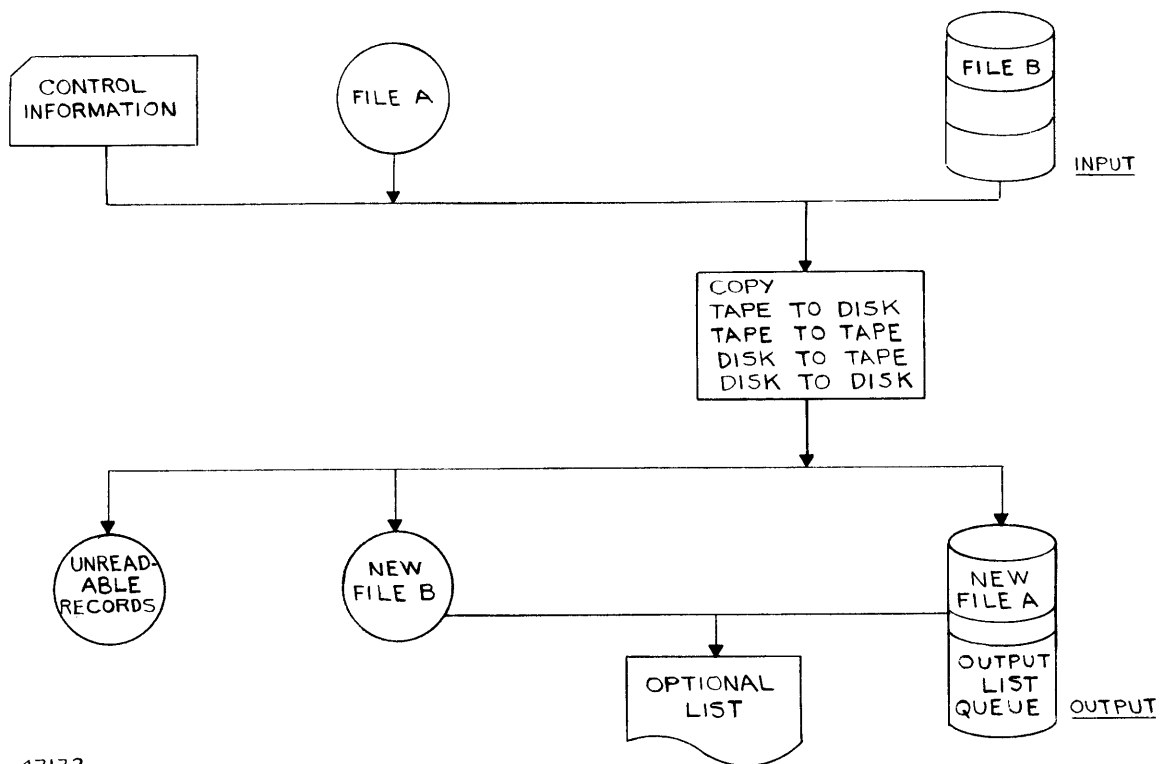 CONTROL
INFORMATION
FILE A
FILE B
INPUT
COPY
TAPE TO DISK
TAPE TO TAPE
DISK TO TAPE
DISK TO DISK
UNREAD-
ABLE
RECORDS
NEW
FILE B
NEW
FILE A
OPTIONAL
LIST
OUTPUT
LIST
QUEUE
OUTPUT